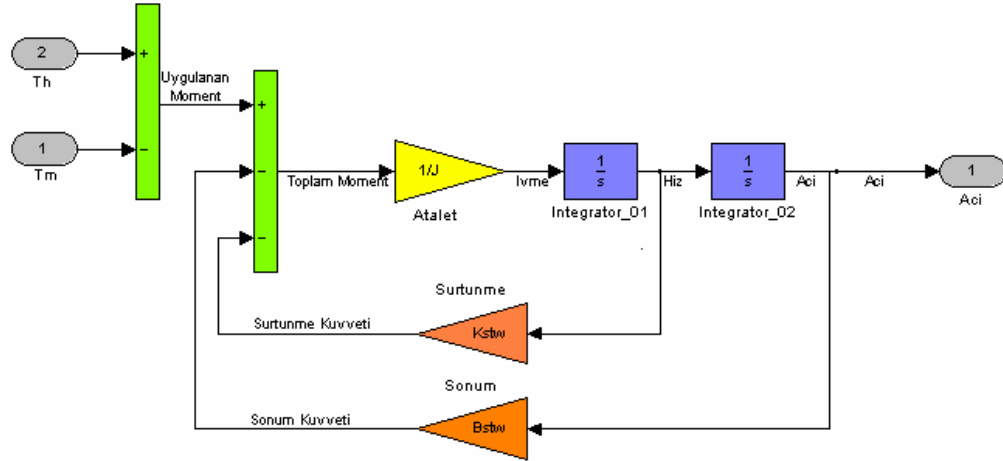 2
Th
+
−
1
Tm
Uygulanan
Moment
+
−
−
Toplam Moment
1/J
Atalet
Ivme
1
s
Integrator_01
Hiz
1
s
Integrator_02
Aci
Aci
1
Aci
Surtunme
Kstw
Surtunme Kuvveti
Sonum
Bstw
Sonum Kuvveti